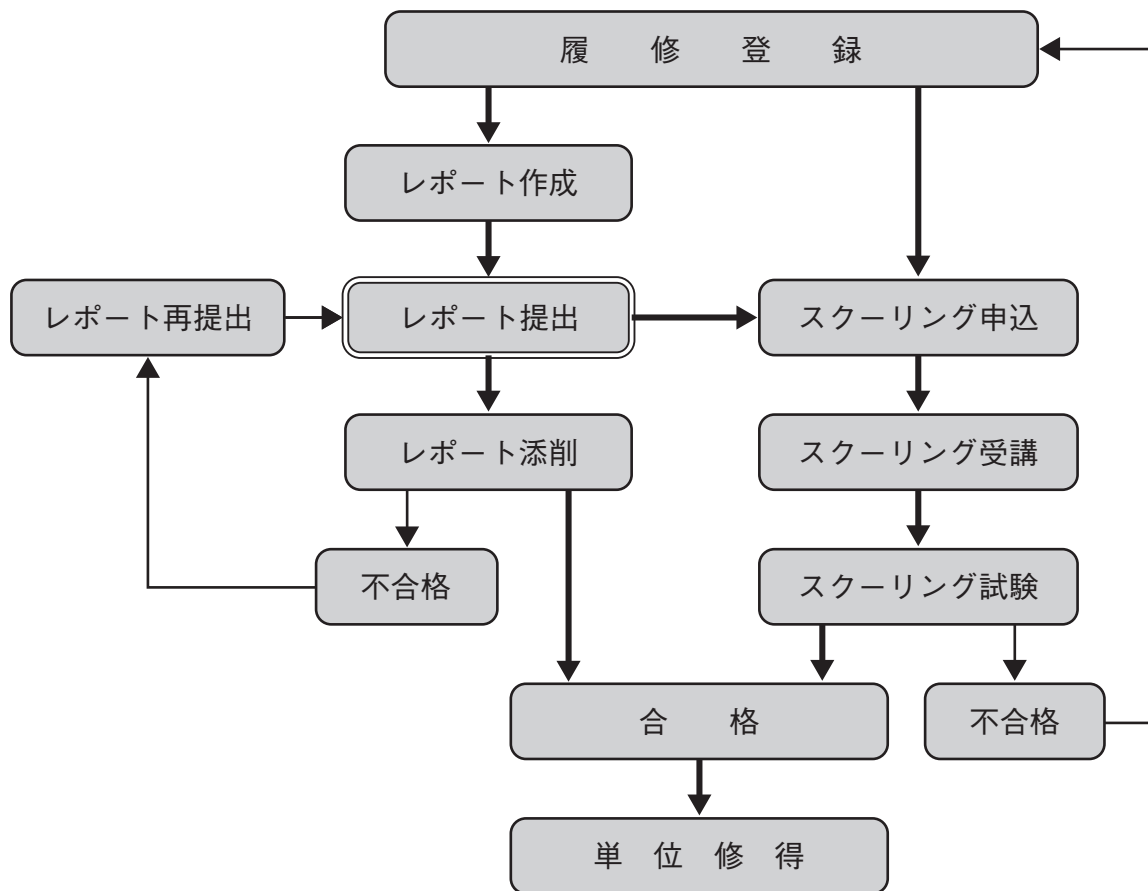 履修登録
レポート作成
レポート再提出
レポート提出
スクーリング申込
レポート添削
スクーリング受講
不合格
スクーリング試験
合格
不合格
単位修得